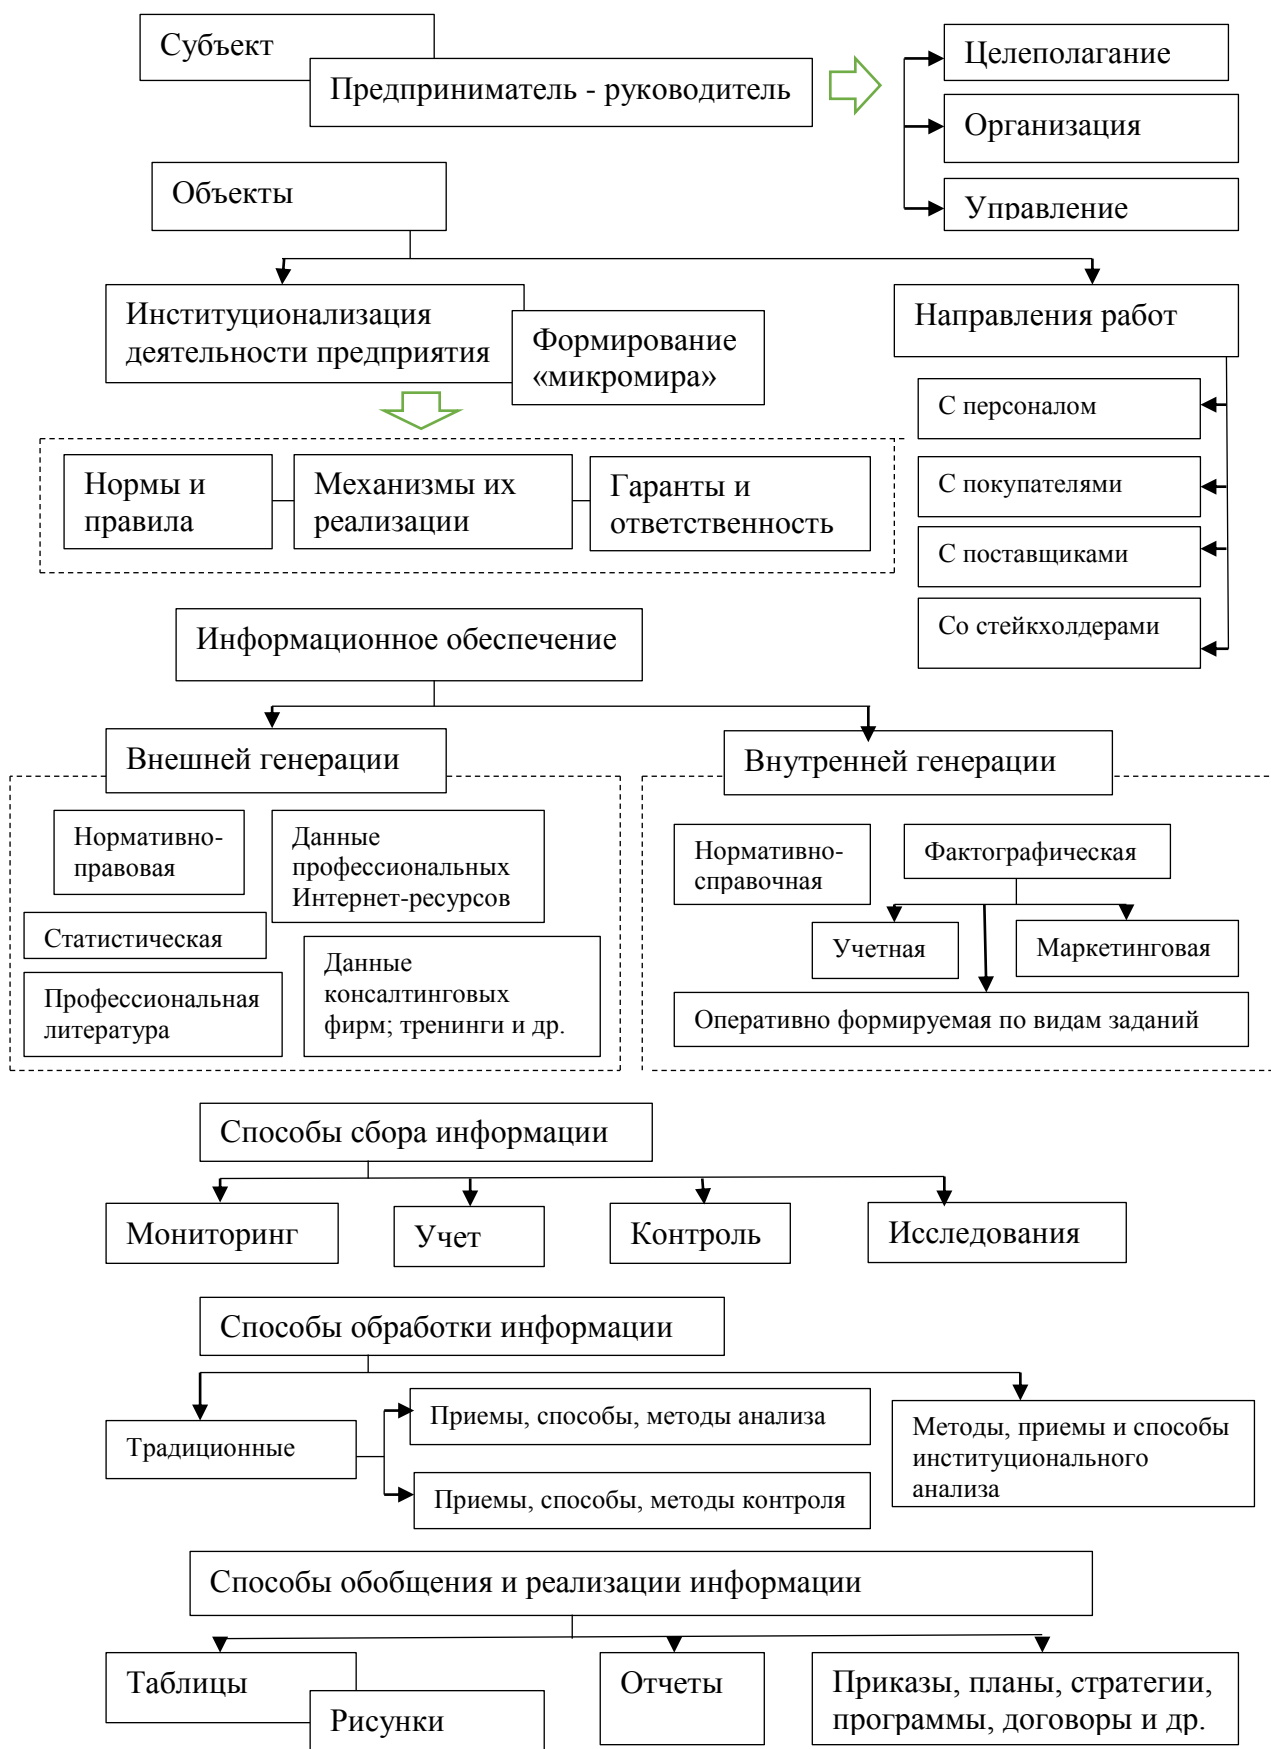 Субъект
Предприниматель - руководитель
Целеполагание
Организация
Управление
Объекты
Институционализация
деятельности предприятия
Формирование
«микромира»
Направления работ
С персоналом
С покупателями
С поставщиками
Со стейкхолдерами
Нормы и
правила
Механизмы их
реализации
Гаранты и
ответственность
Информационное обеспечение
Внешней генерации
Нормативно-
правовая
Данные
профессиональных
Интернет-ресурсов
Статистическая
Профессиональная
литература
Данные
консалтинговых
фирм; тренинги и др.
Внутренней генерации
Нормативно-
справочная
Фактографическая
Учетная
Маркетинговая
Оперативно формируемая по видам заданий
Способы сбора информации
Мониторинг
Учет
Контроль
Исследования
Способы обработки информации
Традиционные
Приемы, способы, методы анализа
Приемы, способы, методы контроля
Методы, приемы и способы
институционального
анализа
Способы обобщения и реализации информации
Таблицы
Рисунки
Отчеты
Приказы, планы, стратегии,
программы, договоры и др.